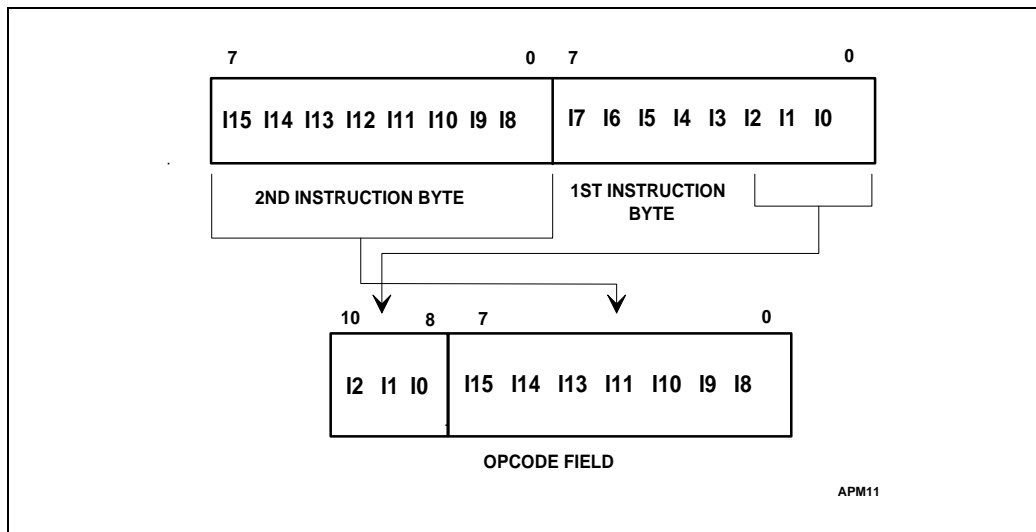 7 0 7 0
I15 I14 I13 I12 I11 I10 I9 I8 I7 I6 I5 I4 I3 I2 I1 I0
2ND INSTRUCTION BYTE
1ST INSTRUCTION
BYTE
10 8 7 0
I2 I1 I0 I15 I14 I13 I11 I10 I9 I8
OPCODE FIELD
APM11